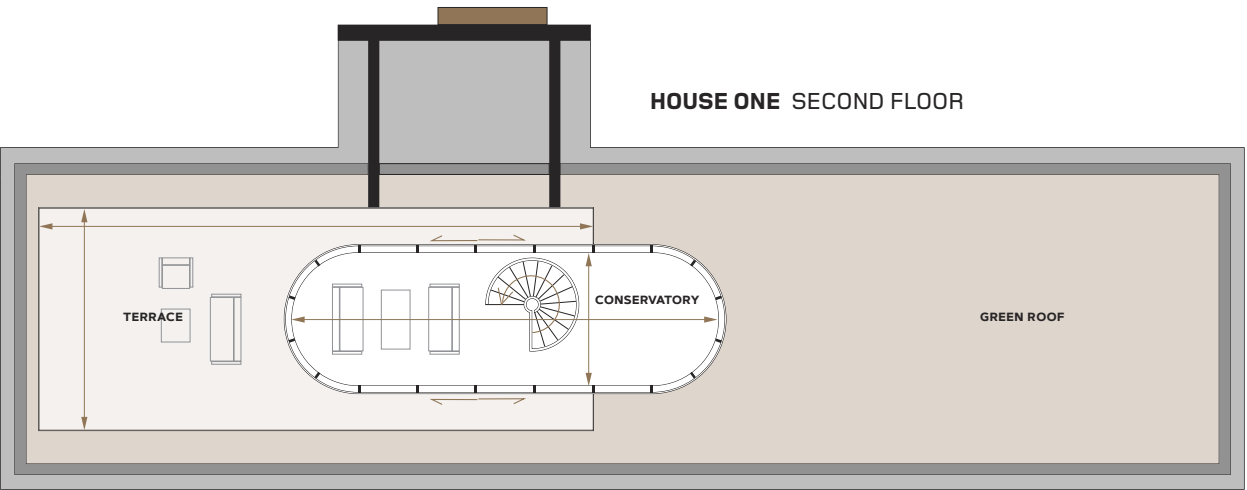 HOUSE ONE SECOND FLOOR
CONSERVATORY
TERRACE
GREEN ROOF